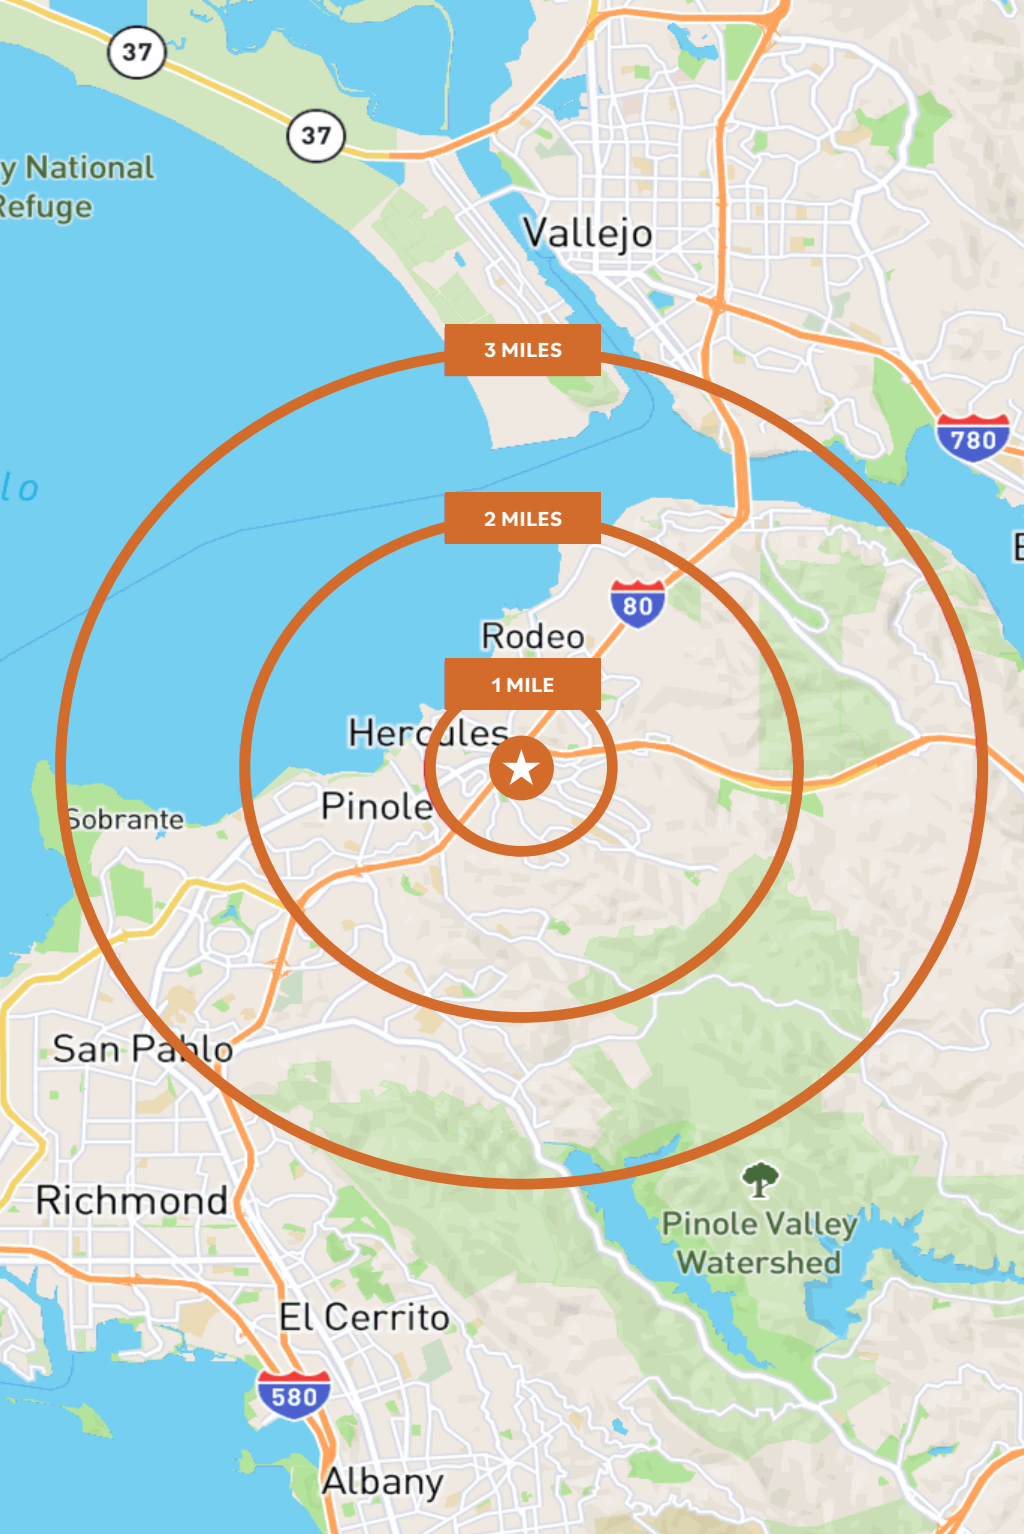 37
37
y National
Refuge
Vallejo
3 MILES
780
lo
2 MILES
E
80
Rodeo
1 MILE
Hercules
Pinole
Sobrante
San Pablo
Pinole Valley
Watershed
Richmond
El Cerrito
580
Albany